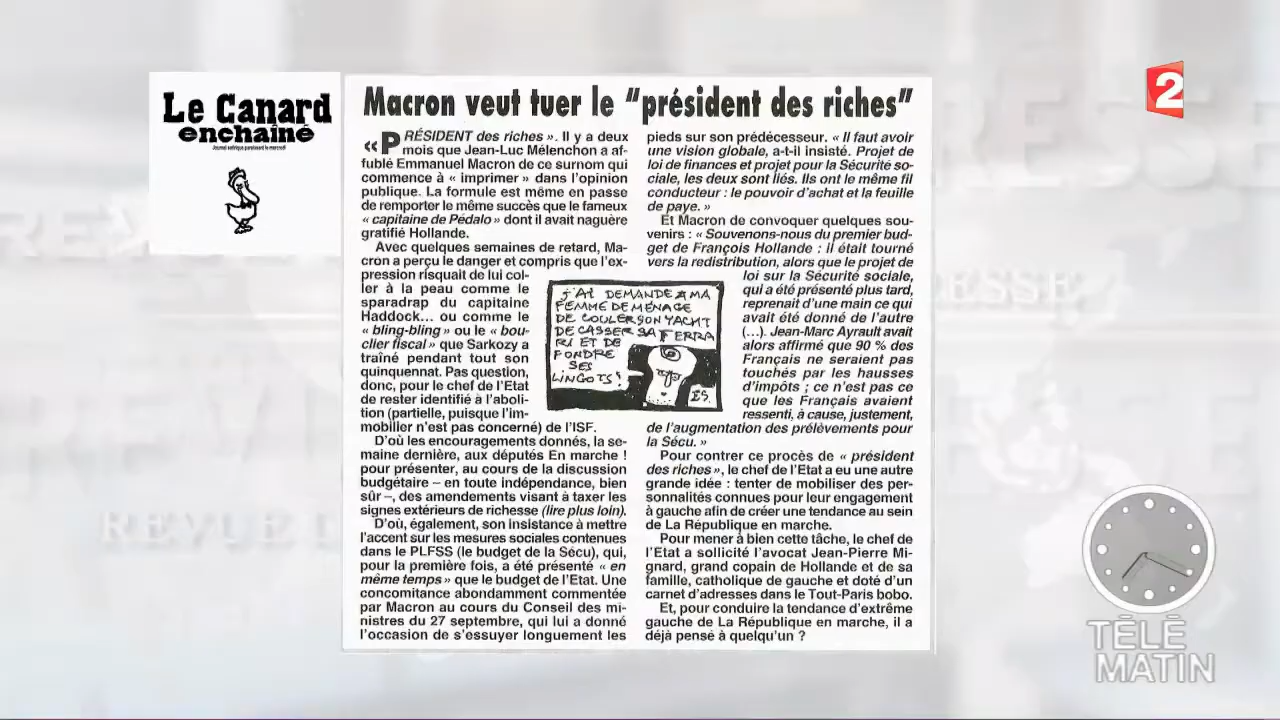 Le Canard
enchaîné
Journal satirique paraissant le mercredi
Macron veut tuer le "président des riches"
« PRÉSIDENT des riches ». Il y a deux
mois que Jean-Luc Mélenchon a af-
fublé Emmanuel Macron de ce surnom qui
commence à « imprimer » dans l'opinion
publique. La formule est même en passe
de remporter le même succès que le fameux
« capitaine de Pédalo » dont il avait naguère
gratifié Hollande.
Avec quelques semaines de retard, Ma-
cron a perçu le danger et compris que l'ex-
pression risquait de lui col-
ler à la peau comme le
sparadrap du capitaine
Haddock... ou comme le
« bling-bling » ou le « bou-
clier fiscal » que Sarkozy a
traîné pendant tout son
quinquennat. Pas question,
donc, pour le chef de l'Etat
de rester identifié à l'aboli-
tion (partielle, puisque l'im-
mobilier n'est pas concerné) de l'ISF.
D'où les encouragements donnés, la se-
maine dernière, aux députés En marche !
pour présenter, au cours de la discussion
budgétaire – en toute indépendance, bien
sûr –, des amendements visant à taxer les
signes extérieurs de richesse (lire plus loin).
D'où, également, son insistance à mettre
l'accent sur les mesures sociales contenues
dans le PLFSS (le budget de la Sécu), qui,
pour la première fois, a été présenté « en
même temps » que le budget de l'Etat. Une
concomitance abondamment commentée
par Macron au cours du Conseil des mi-
nistres du 27 septembre, qui lui a donné
l'occasion de s'essuyer longuement les
pieds sur son prédécesseur. « Il faut avoir
une vision globale, a-t-il insisté. Projet de
loi de finances et projet pour la Sécurité so-
ciale, les deux sont liés. Ils ont le même fil
conducteur : le pouvoir d'achat et la feuille
de paye. »
Et Macron de convoquer quelques sou-
venirs : « Souvenons-nous du premier bud-
get de François Hollande : il était tourné
vers la redistribution, alors que le projet de
loi sur la Sécurité sociale,
qui a été présenté plus tard,
reprenait d'une main ce qui
avait été donné de l'autre
(...). Jean-Marc Ayrault avait
alors affirmé que 90 % des
Français ne seraient pas
touchés par les hausses
d'impôts ; ce n'est pas ce
que les Français avaient
ressenti, à cause, justement,
de l'augmentation des prélèvements pour
la Sécu. »
Pour contrer ce procès de « président
des riches », le chef de l'Etat a eu une autre
grande idée : tenter de mobiliser des per-
sonnalités connues pour leur engagement
à gauche afin de créer une tendance au sein
de La République en marche.
Pour mener à bien cette tâche, le chef de
l'Etat a sollicité l'avocat Jean-Pierre Mi-
gnard, grand copain de Hollande et de sa
famille, catholique de gauche et doté d'un
carnet d'adresses dans le Tout-Paris bobo.
Et, pour conduire la tendance d'extrême
gauche de La République en marche, il a
déjà pensé à quelqu'un ?
J'AI DEMANDÉ A MA
FEMME DE MÉNAGE
DE COULER SON YACHT
DE CASSER SA FERRA
RI ET DE
FONDRE
SES
LINGOTS !
2
TÉLÉ
MATIN